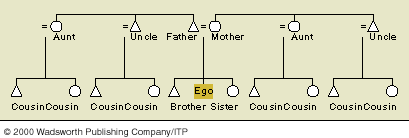 Aunt Uncle Father Mother Aunt Uncle
Ego
CousinCousin CousinCousin Brother Sister CousinCousin CousinCousin
© 2000 Wadsworth Publishing Company/ITP